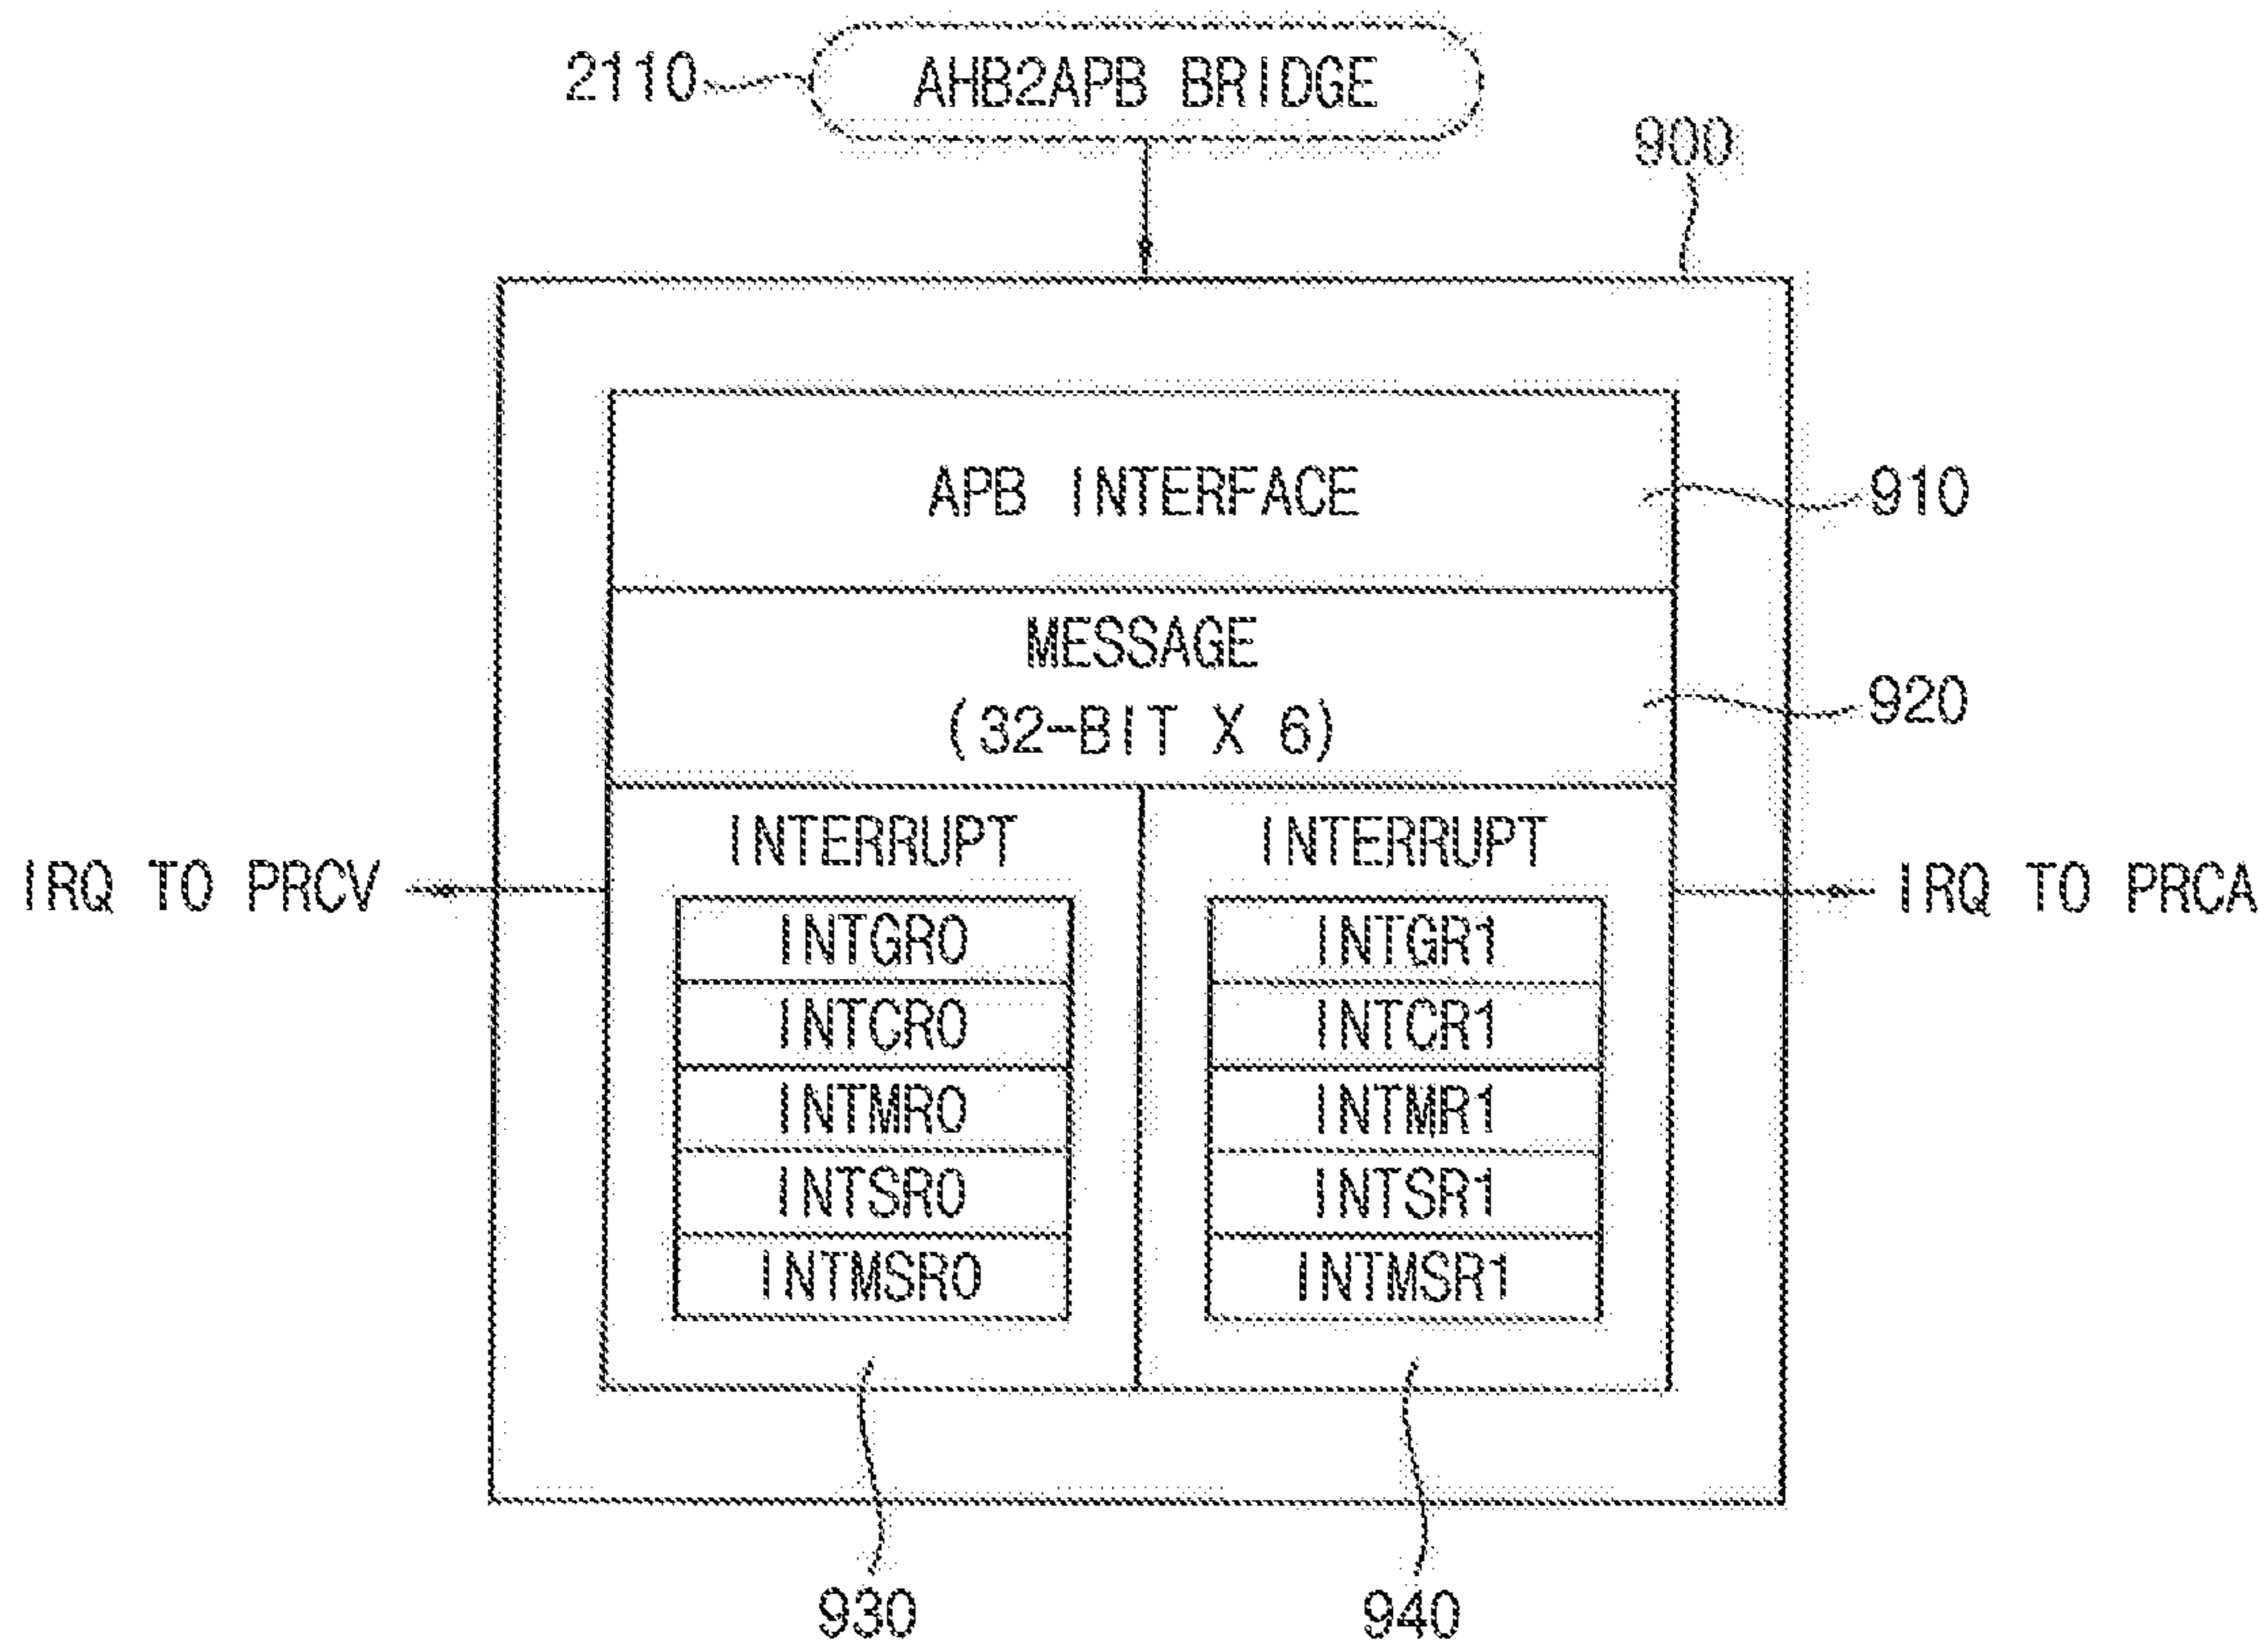 2110
AHB2APB BRIDGE
900
APB INTERFACE
910
MESSAGE
(32-BIT X 6)
920
INTERRUPT
INTERRUPT
IRQ TO PRCV
IRQ TO PRCA
INTGR0
INTCR0
INTMR0
INTSR0
INTMSR0
INTGR1
INTCR1
INTMR1
INTSR1
INTMSR1
930
940